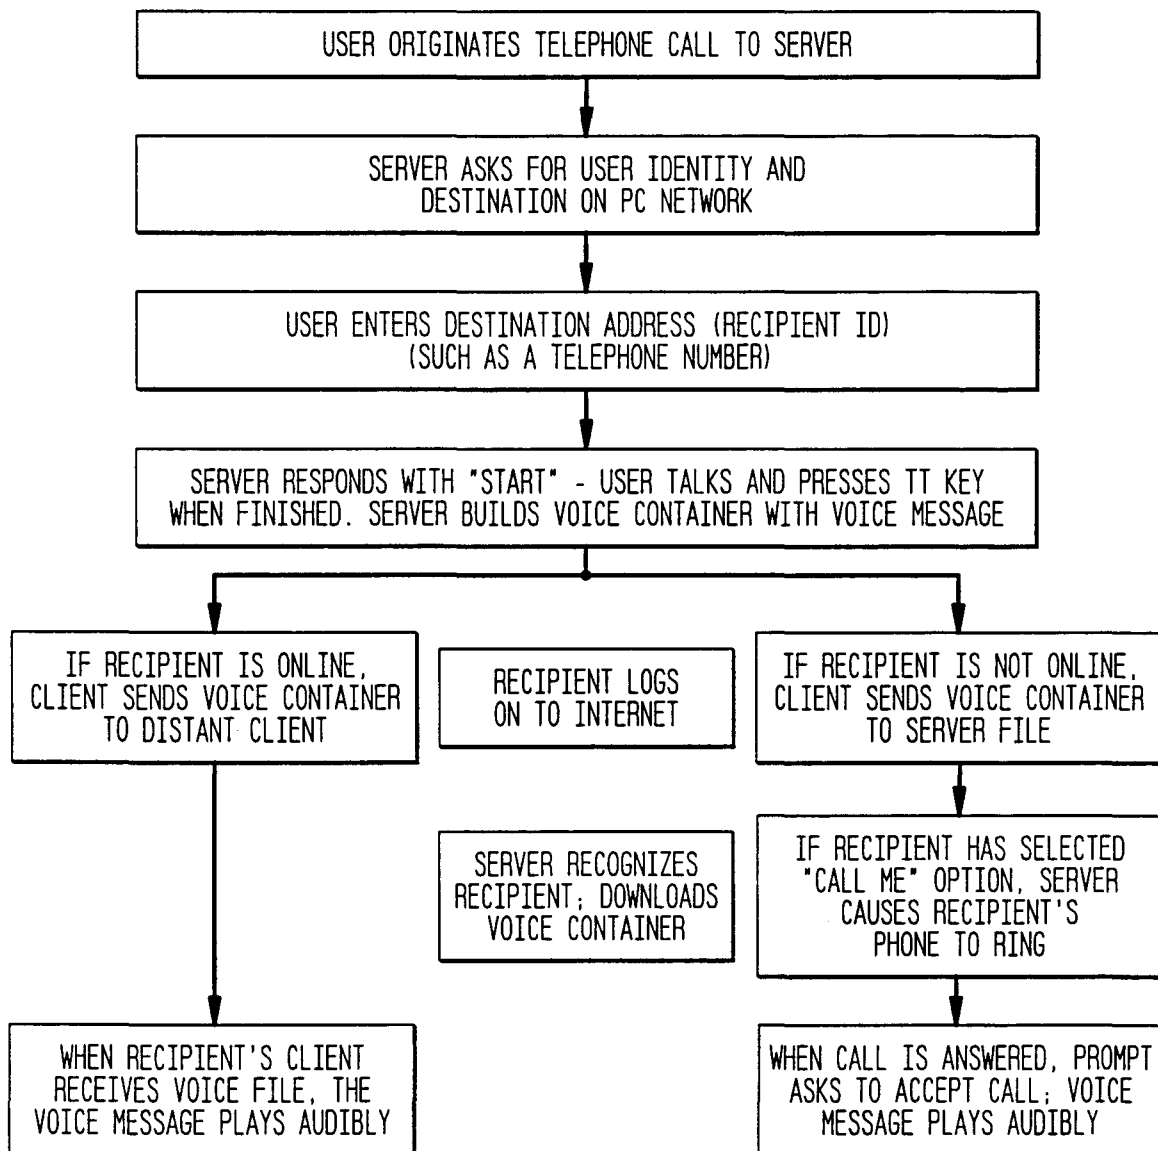 USER ORIGINATES TELEPHONE CALL TO SERVER
SERVER ASKS FOR USER IDENTITY AND
DESTINATION ON PC NETWORK
USER ENTERS DESTINATION ADDRESS (RECIPIENT ID)
(SUCH AS A TELEPHONE NUMBER)
SERVER RESPONDS WITH "START" - USER TALKS AND PRESSES TT KEY
WHEN FINISHED. SERVER BUILDS VOICE CONTAINER WITH VOICE MESSAGE
IF RECIPIENT IS ONLINE,
CLIENT SENDS VOICE CONTAINER
TO DISTANT CLIENT
RECIPIENT LOGS
ON TO INTERNET
IF RECIPIENT IS NOT ONLINE,
CLIENT SENDS VOICE CONTAINER
TO SERVER FILE
SERVER RECOGNIZES
RECIPIENT; DOWNLOADS
VOICE CONTAINER
IF RECIPIENT HAS SELECTED
"CALL ME" OPTION, SERVER
CAUSES RECIPIENT'S
PHONE TO RING
WHEN RECIPIENT'S CLIENT
RECEIVES VOICE FILE, THE
VOICE MESSAGE PLAYS AUDIBLY
WHEN CALL IS ANSWERED, PROMPT
ASKS TO ACCEPT CALL; VOICE
MESSAGE PLAYS AUDIBLY